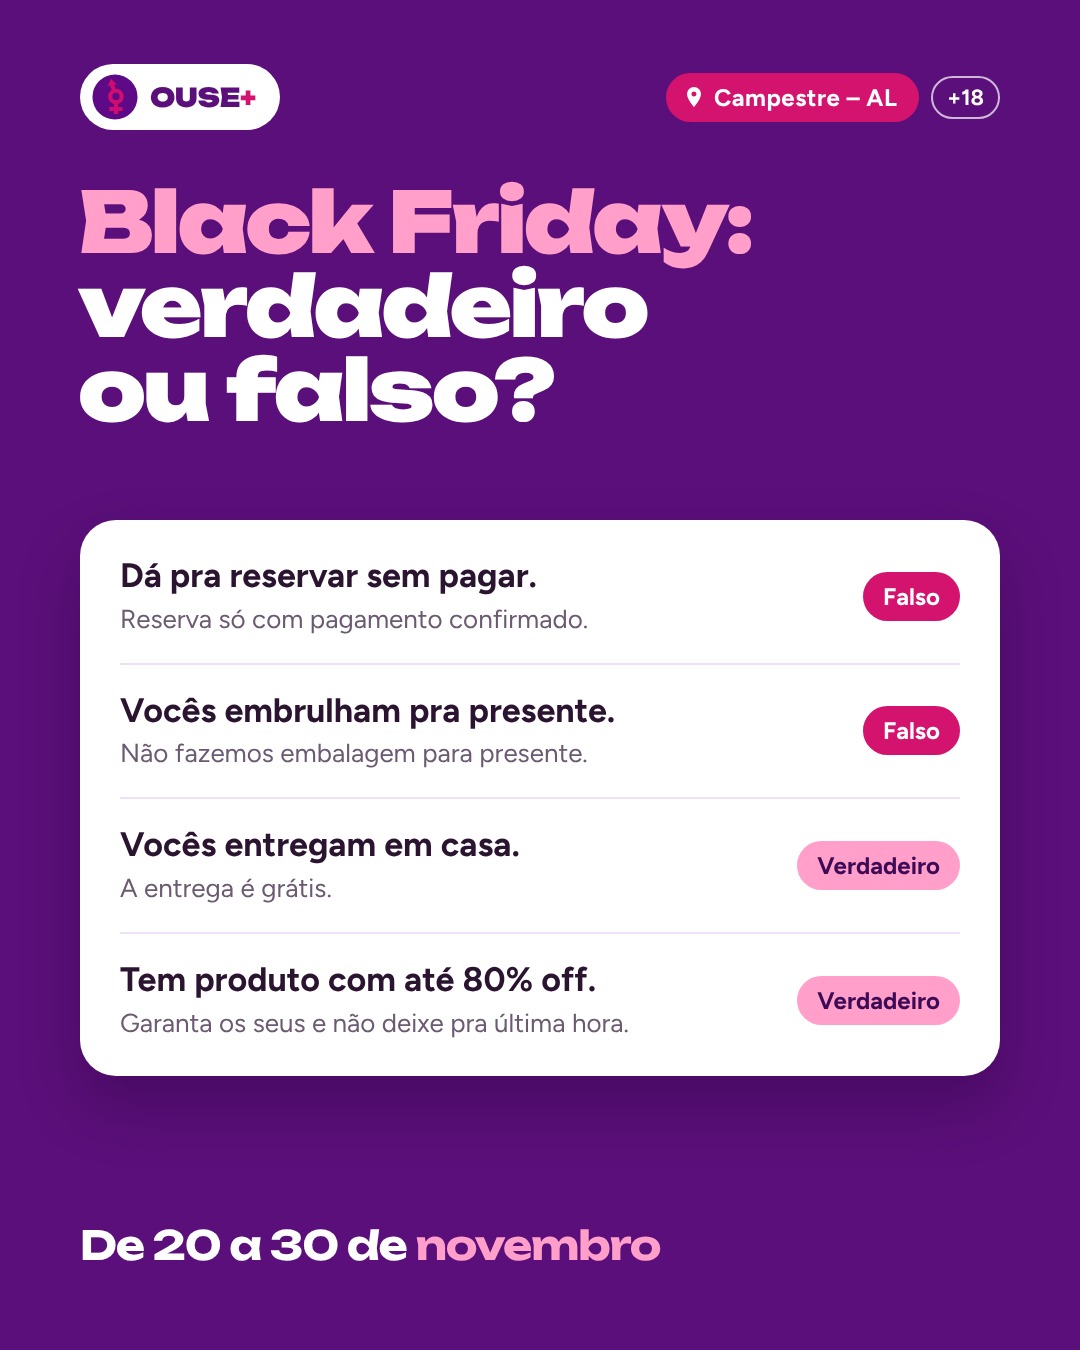 OUSE+
Campestre – AL
+18
Black Friday:
verdadeiro
ou falso?
Dá pra reservar sem pagar.
Reserva só com pagamento confirmado.
Falso
Vocês embrulham pra presente.
Não fazemos embalagem para presente.
Falso
Vocês entregam em casa.
A entrega é grátis.
Verdadeiro
Tem produto com até 80% off.
Garanta os seus e não deixe pra última hora.
Verdadeiro
De 20 a 30 de novembro